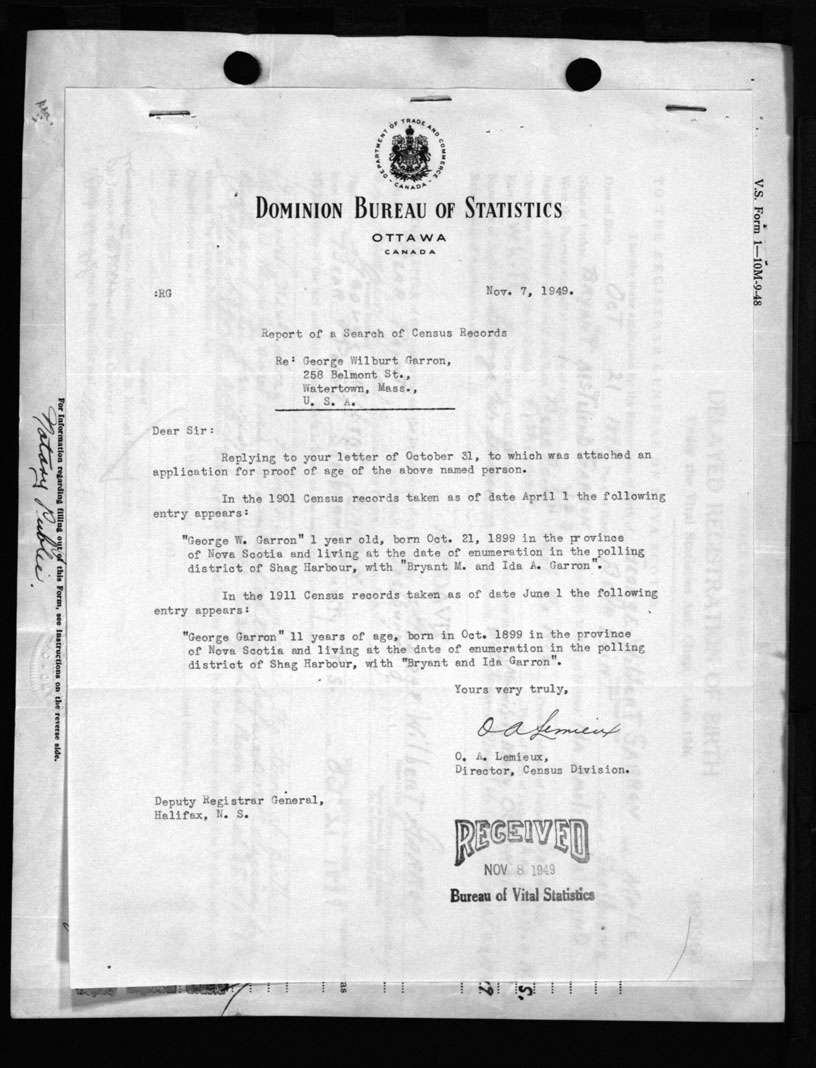 DEPARTMENT OF TRADE AND COMMERCE
CANADA
DOMINION BUREAU OF STATISTICS
OTTAWA
CANADA
:RG
Nov. 7, 1949.
Report of a Search of Census Records
Re: George Wilburt Garron,
258 Belmont St.,
Watertown, Mass.,
U. S. A.
Dear Sir:
Replying to your letter of October 31, to which was attached an
application for proof of age of the above named person.
In the 1901 Census records taken as of date April 1 the following
entry appears:
"George W. Garron" 1 year old, born Oct. 21, 1899 in the province
of Nova Scotia and living at the date of enumeration in the polling
district of Shag Harbour, with "Bryant M. and Ida A. Garron".
In the 1911 Census records taken as of date June 1 the following
entry appears:
"George Garron" 11 years of age, born in Oct. 1899 in the province
of Nova Scotia and living at the date of enumeration in the polling
district of Shag Harbour, with "Bryant and Ida Garron".
Yours very truly,
O A Lemieux
O. A. Lemieux,
Director, Census Division.
Deputy Registrar General,
Halifax, N. S.
RECEIVED
NOV 8 1949
Bureau of Vital Statistics
V.S. Form 1—10M-9-48
For Information regarding filling out of this Form, see Instructions on the reverse side.
Notary Public.
as
S.